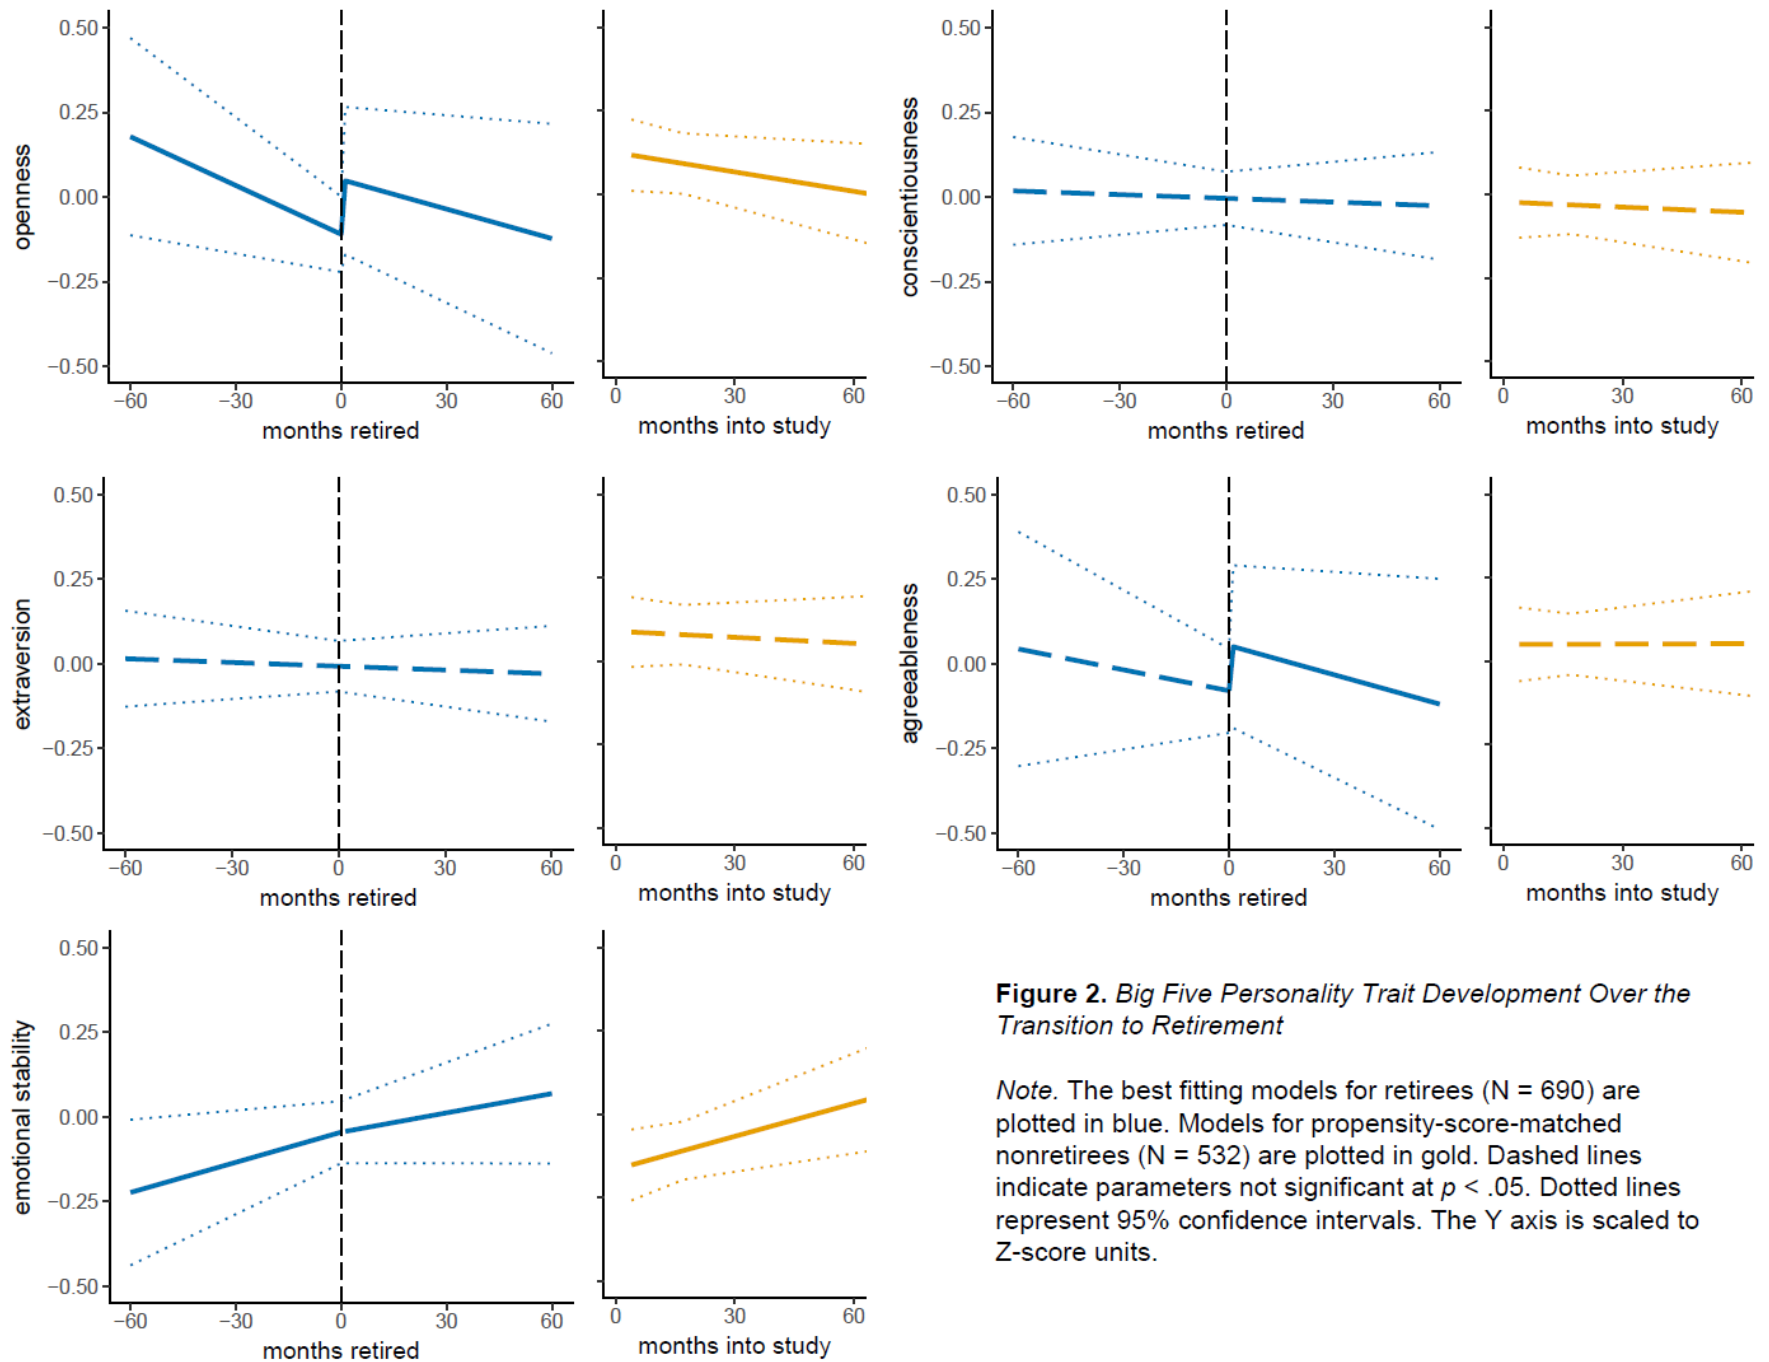 openness
0.50
0.25
0.00
−0.25
−0.50
−60 −30 0 30 60
months retired
0 30 60
months into study
conscientiousness
0.50
0.25
0.00
−0.25
−0.50
−60 −30 0 30 60
months retired
0 30 60
months into study
extraversion
0.50
0.25
0.00
−0.25
−0.50
−60 −30 0 30 60
months retired
0 30 60
months into study
agreeableness
0.50
0.25
0.00
−0.25
−0.50
−60 −30 0 30 60
months retired
0 30 60
months into study
emotional stability
0.50
0.25
0.00
−0.25
−0.50
−60 −30 0 30 60
months retired
0 30 60
months into study
Figure 2. Big Five Personality Trait Development Over the
Transition to Retirement
Note. The best fitting models for retirees (N = 690) are
plotted in blue. Models for propensity-score-matched
nonretirees (N = 532) are plotted in gold. Dashed lines
indicate parameters not significant at p < .05. Dotted lines
represent 95% confidence intervals. The Y axis is scaled to
Z-score units.